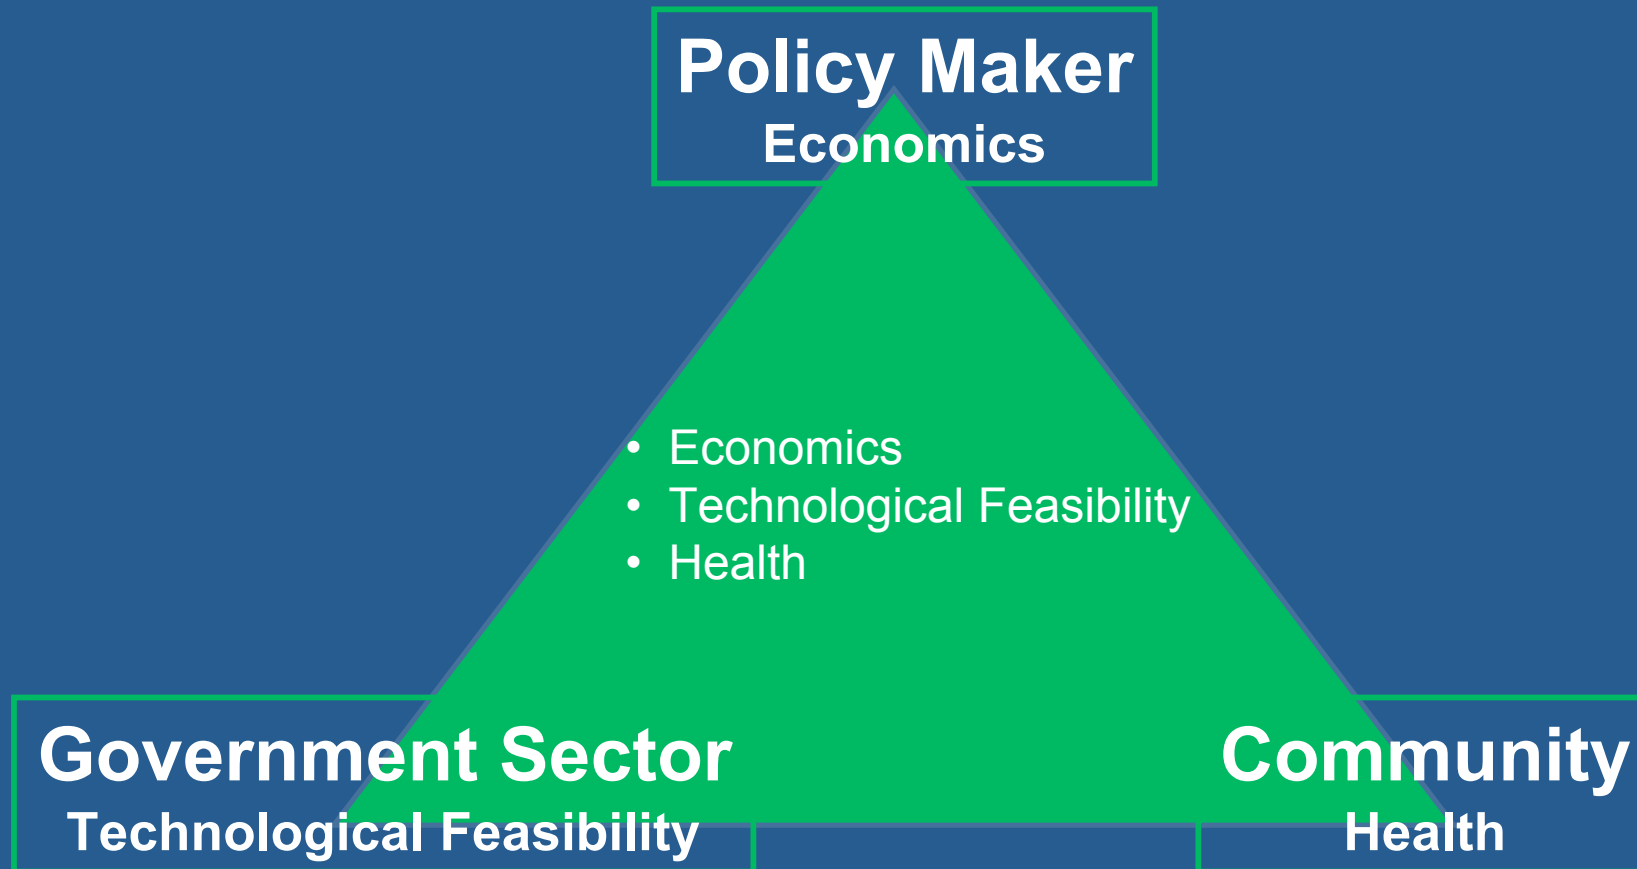 Policy Maker
Economics
• Economics
• Technological Feasibility
• Health
Government Sector
Technological Feasibility
Community
Health